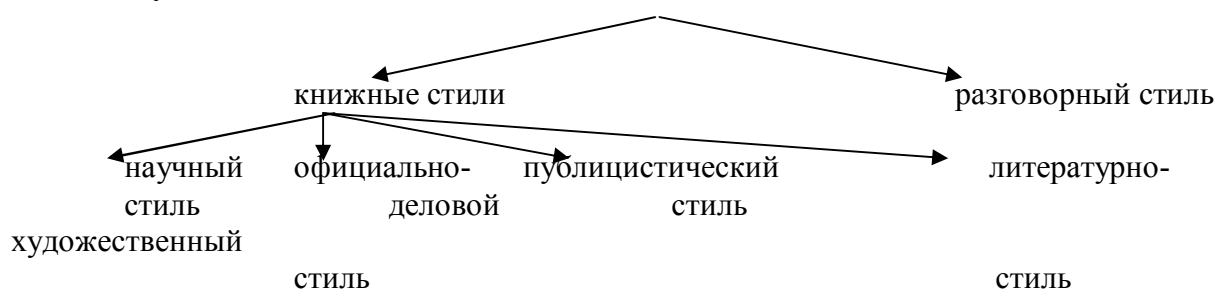 книжные стили разговорный стиль
научный официально- публицистический литературно-
стиль деловой стиль
художественный
стиль стиль